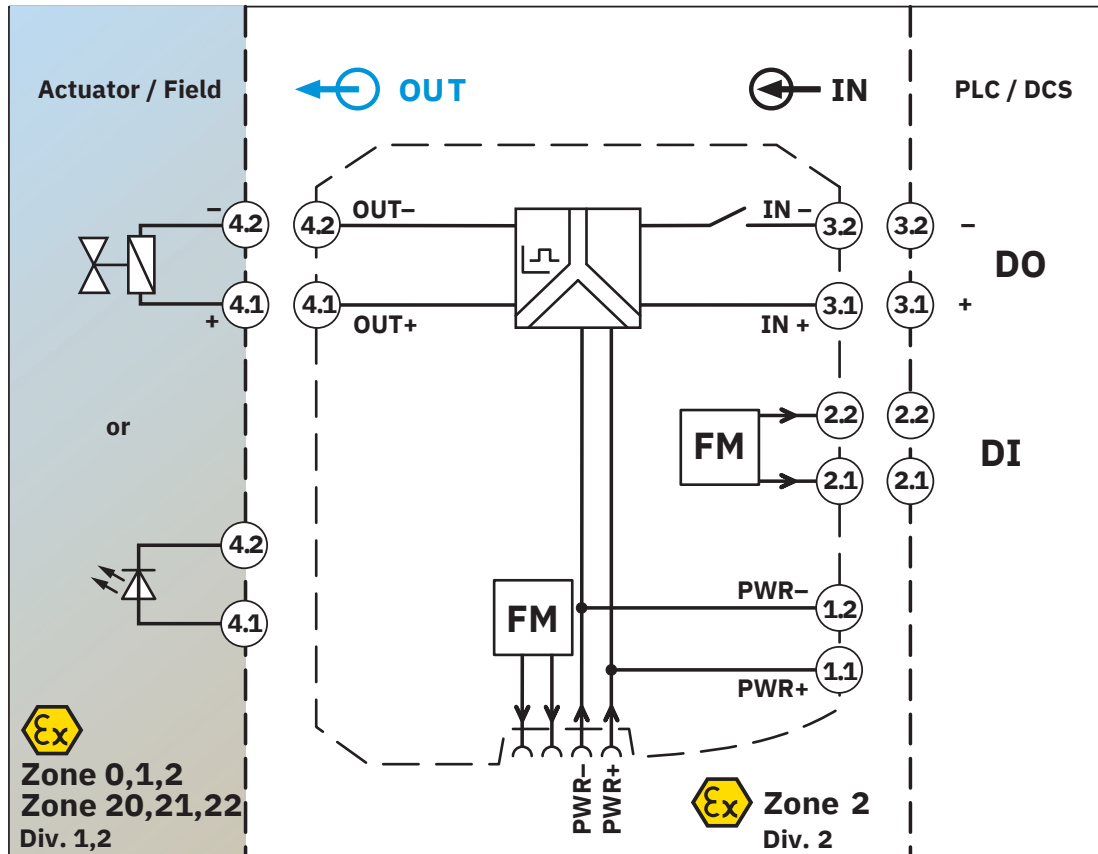 Actuator / Field
OUT
IN
PLC / DCS
−
4.2
4.2
OUT−
IN −
3.2
3.2
−
DO
4.1
4.1
3.1
3.1
+
+
OUT+
IN +
or
FM
2.2
2.2
DI
2.1
2.1
4.2
4.1
FM
PWR−
1.2
1.1
PWR+
PWR−
PWR+
Ex
Zone 0,1,2
Zone 20,21,22
Div. 1,2
Ex
Zone 2
Div. 2